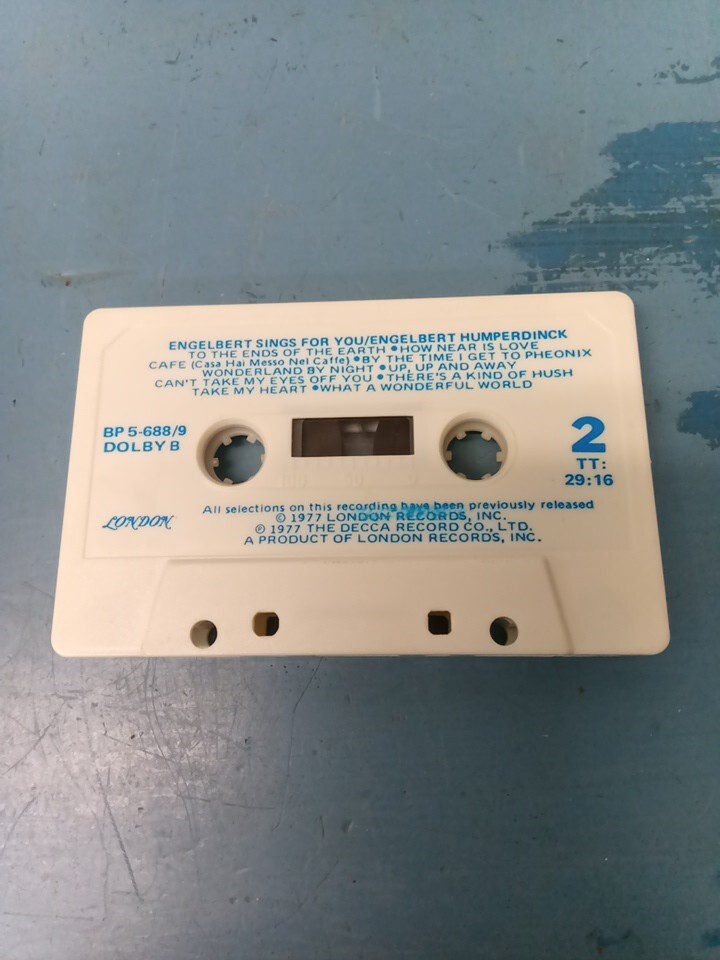 ENGELBERT SINGS FOR YOU/ENGELBERT HUMPERDINCK
TO THE ENDS OF THE EARTH • HOW NEAR IS LOVE
CAFE (Casa Hai Messo Nel Caffe) • BY THE TIME I GET TO PHEONIX
WONDERLAND BY NIGHT • UP, UP AND AWAY
CAN'T TAKE MY EYES OFF YOU • THERE'S A KIND OF HUSH
TAKE MY HEART • WHAT A WONDERFUL WORLD
BP 5-688/9
DOLBY B
2
TT:
29:16
LONDON
All selections on this recording have been previously released
© 1977 LONDON RECORDS, INC.
℗ 1977 THE DECCA RECORD CO., LTD.
A PRODUCT OF LONDON RECORDS, INC.